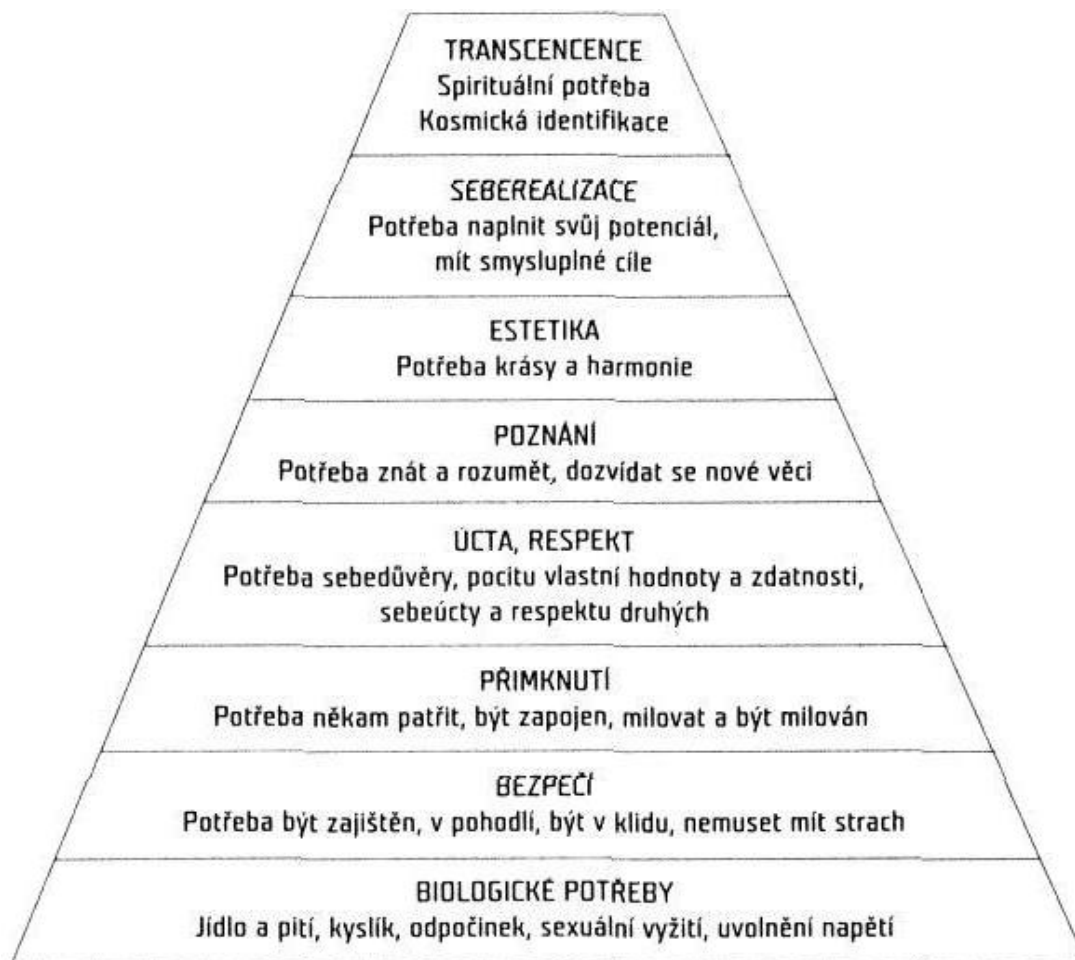 TRANSCENCENCE
Spirituální potřeba
Kosmická identifikace
SEBEREALIZACE
Potřeba naplnit svůj potenciál,
mít smysluplné cíle
ESTETIKA
Potřeba krásy a harmonie
POZNÁNÍ
Potřeba znát a rozumět, dozvídat se nové věci
ÚCTA, RESPEKT
Potřeba sebedůvěry, pocitu vlastní hodnoty a zdatnosti,
sebeúcty a respektu druhých
PŘIMKNUTÍ
Potřeba někam patřit, být zapojen, milovat a být milován
BEZPEČÍ
Potřeba být zajištěn, v pohodlí, být v klidu, nemuset mít strach
BIOLOGICKÉ POTŘEBY
Jídlo a pití, kyslík, odpočinek, sexuální vyžití, uvolnění napětí